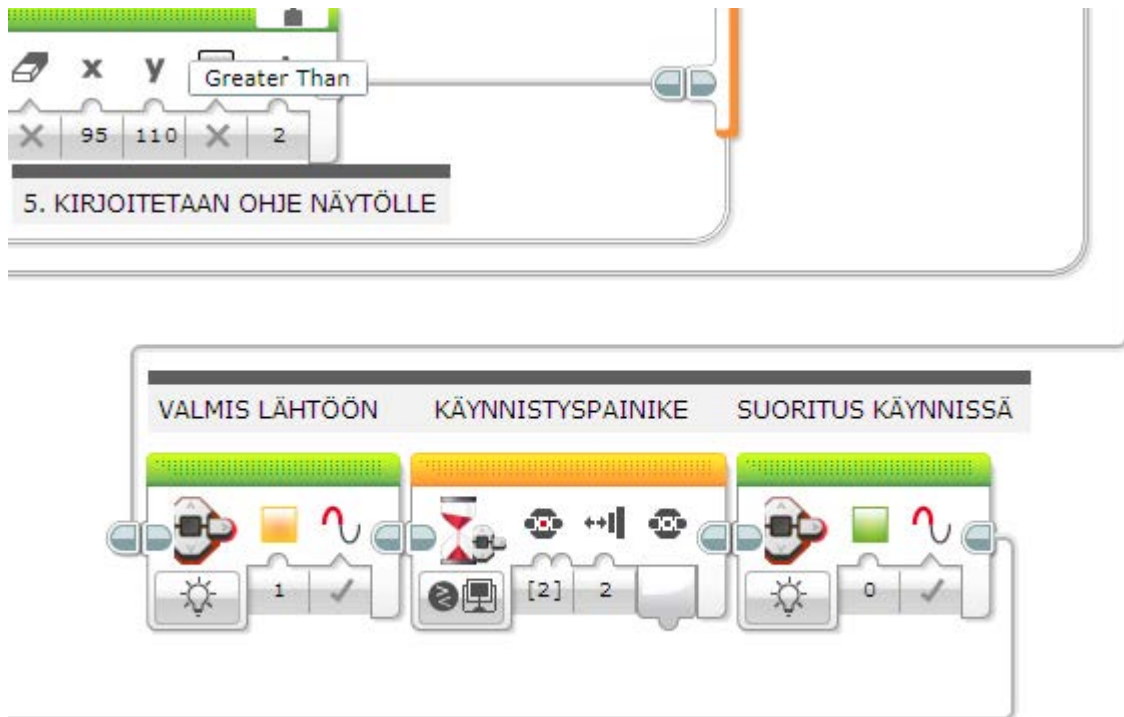 x y
Greater Than
95 110 2
5. KIRJOITETAAN OHJE NÄYTÖLLE
VALMIS LÄHTÖÖN KÄYNNISTYSPAINIKE SUORITUS KÄYNNISSÄ
1 [2] 2 0